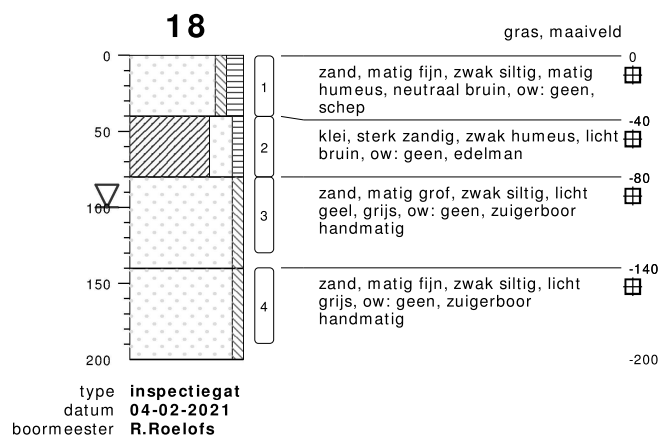 18
gras, maaiveld
0
0
1
zand, matig fijn, zwak siltig, matig
humeus, neutraal bruin, ow: geen,
schep
-40
50
2
klei, sterk zandig, zwak humeus, licht
bruin, ow: geen, edelman
-80
100
3
zand, matig grof, zwak siltig, licht
geel, grijs, ow: geen, zuigerboor
handmatig
-140
150
4
zand, matig fijn, zwak siltig, licht
grijs, ow: geen, zuigerboor
handmatig
200
-200
type inspectiegat
datum 04-02-2021
boormeester R.Roelofs